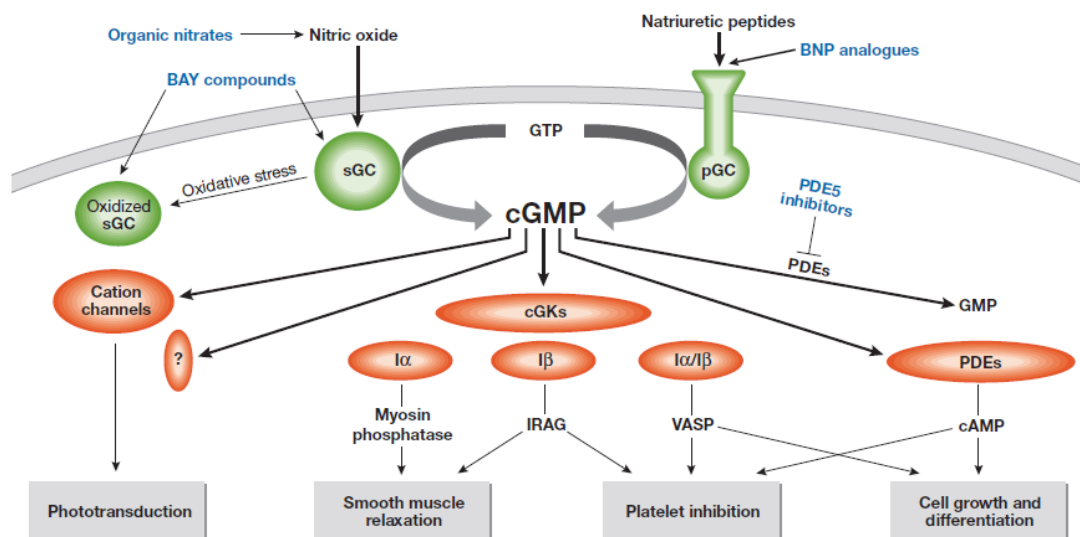 Natriuretic peptides
Organic nitrates
Nitric oxide
BNP analogues
BAY compounds
GTP
sGC
pGC
Oxidative stress
PDE5
inhibitors
Oxidized
sGC
cGMP
PDEs
Cation
channels
cGKs
GMP
?
Iα
Iβ
Iα/Iβ
PDEs
Myosin
phosphatase
IRAG
VASP
cAMP
Phototransduction
Smooth muscle
relaxation
Platelet inhibition
Cell growth and
differentiation